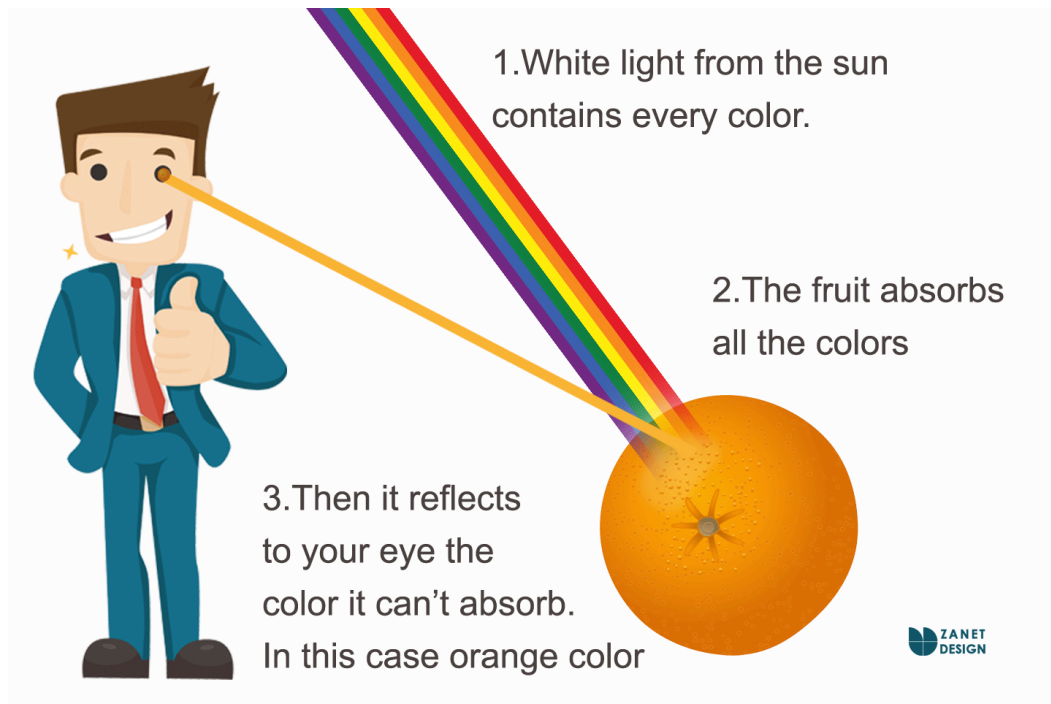 1.White light from the sun
contains every color.
2.The fruit absorbs
all the colors
3.Then it reflects
to your eye the
color it can’t absorb.
In this case orange color
ZANET
DESIGN